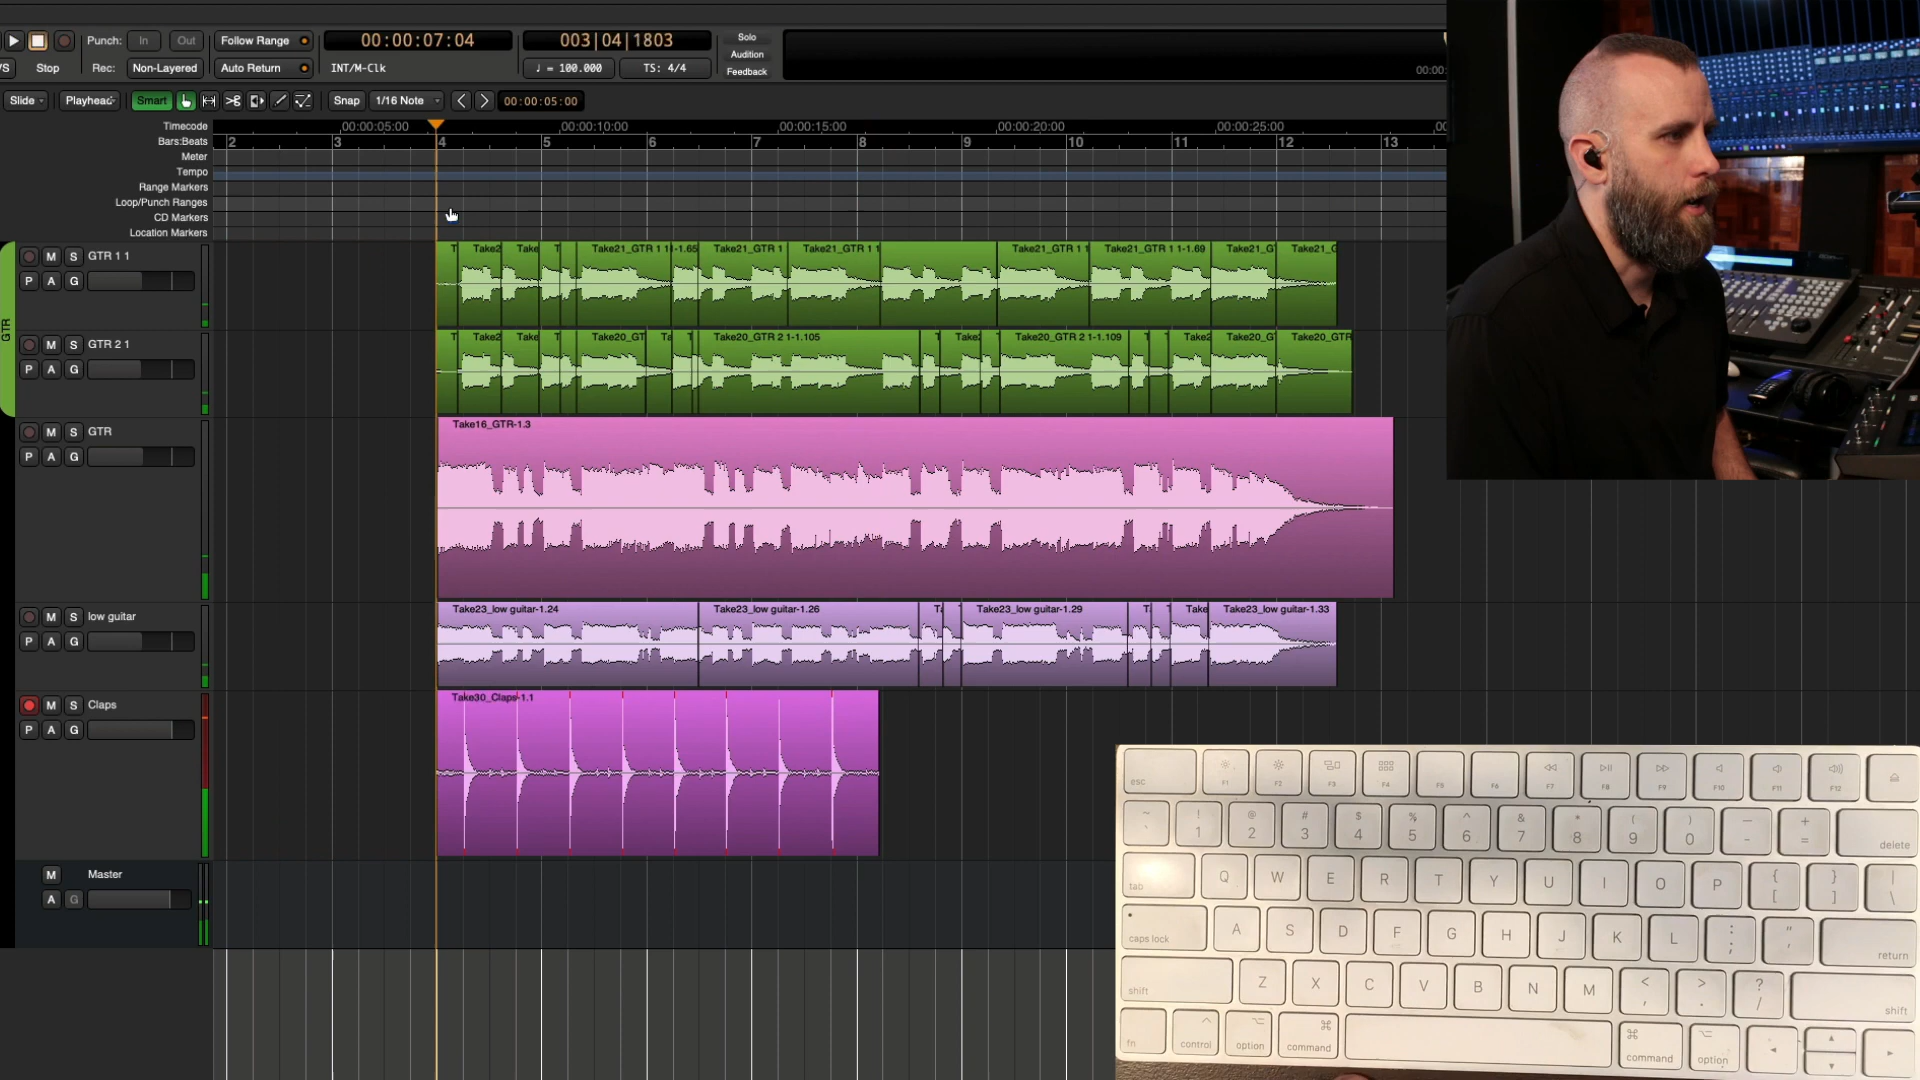 Punch: In Out Follow Range 00:00:07:04 003|04|1803 Solo
Audition
VS Stop Rec: Non-Layered Auto Return INT/M-Clk ♩ = 100.000 TS: 4/4 Feedback
00:00:
Slide Playhead Smart Snap 1/16 Note 00:00:05:00
Timecode 00:00:05:00 00:00:10:00 00:00:15:00 00:00:20:00 00:00:25:00 00
Bars:Beats 2 3 4 5 6 7 8 9 10 11 12 13
Meter
Tempo
Range Markers
Loop/Punch Ranges
CD Markers
Location Markers
GTR
M S GTR 1 1
P A G
T Take2 Take T Take21_GTR 1 1 1-1.65 Take21_GTR 1 Take21_GTR 1 1 Take21_GTR 1 1 Take21_GTR 1 1-1.69 Take21_G Take21_G
M S GTR 2 1
P A G
T Take2 Take T Take20_GT Ta T Take20_GTR 2 1-1.105 T Take2 Take20_GTR 2 1-1.109 T T Take2 Take20_G Take20_GTR
M S GTR
P A G
Take16_GTR-1.3
M S low guitar
P A G
Take23_low guitar-1.24 Take23_low guitar-1.26 T Take23_low guitar-1.29 T Take Take23_low guitar-1.33
M S Claps
P A G
Take30_Claps-1.1
M Master
A G
esc F1 F2 F3 F4 F5 F6 F7 F8 F9 F10 F11 F12
~ ! @ # $ % ^ & * ( ) — +
` 1 2 3 4 5 6 7 8 9 0 - = delete
tab Q W E R T Y U I O P { [ } ] | \
caps lock A S D F G H J K L : ; " ' return
shift Z X C V B N M < , > . ? / shift
fn control option command command option